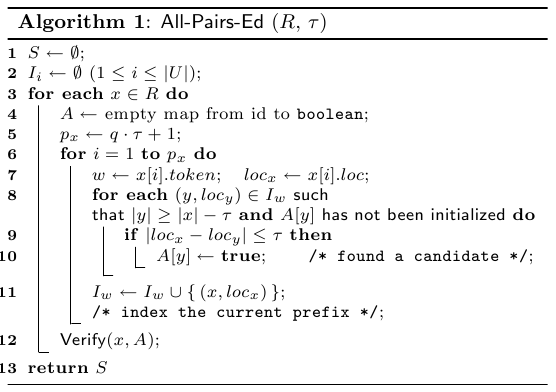 Algorithm 1: All-Pairs-Ed (R, τ)
1 S ← ∅;
2 I_i ← ∅ (1 ≤ i ≤ |U|);
3 for each x ∈ R do
4 A ← empty map from id to boolean;
5 p_x ← q · τ + 1;
6 for i = 1 to p_x do
7 w ← x[i].token; loc_x ← x[i].loc;
8 for each (y, loc_y) ∈ I_w such
that |y| ≥ |x| − τ and A[y] has not been initialized do
9 if |loc_x − loc_y| ≤ τ then
10 A[y] ← true; /* found a candidate */;
11 I_w ← I_w ∪ { (x, loc_x) };
/* index the current prefix */;
12 Verify(x, A);
13 return S